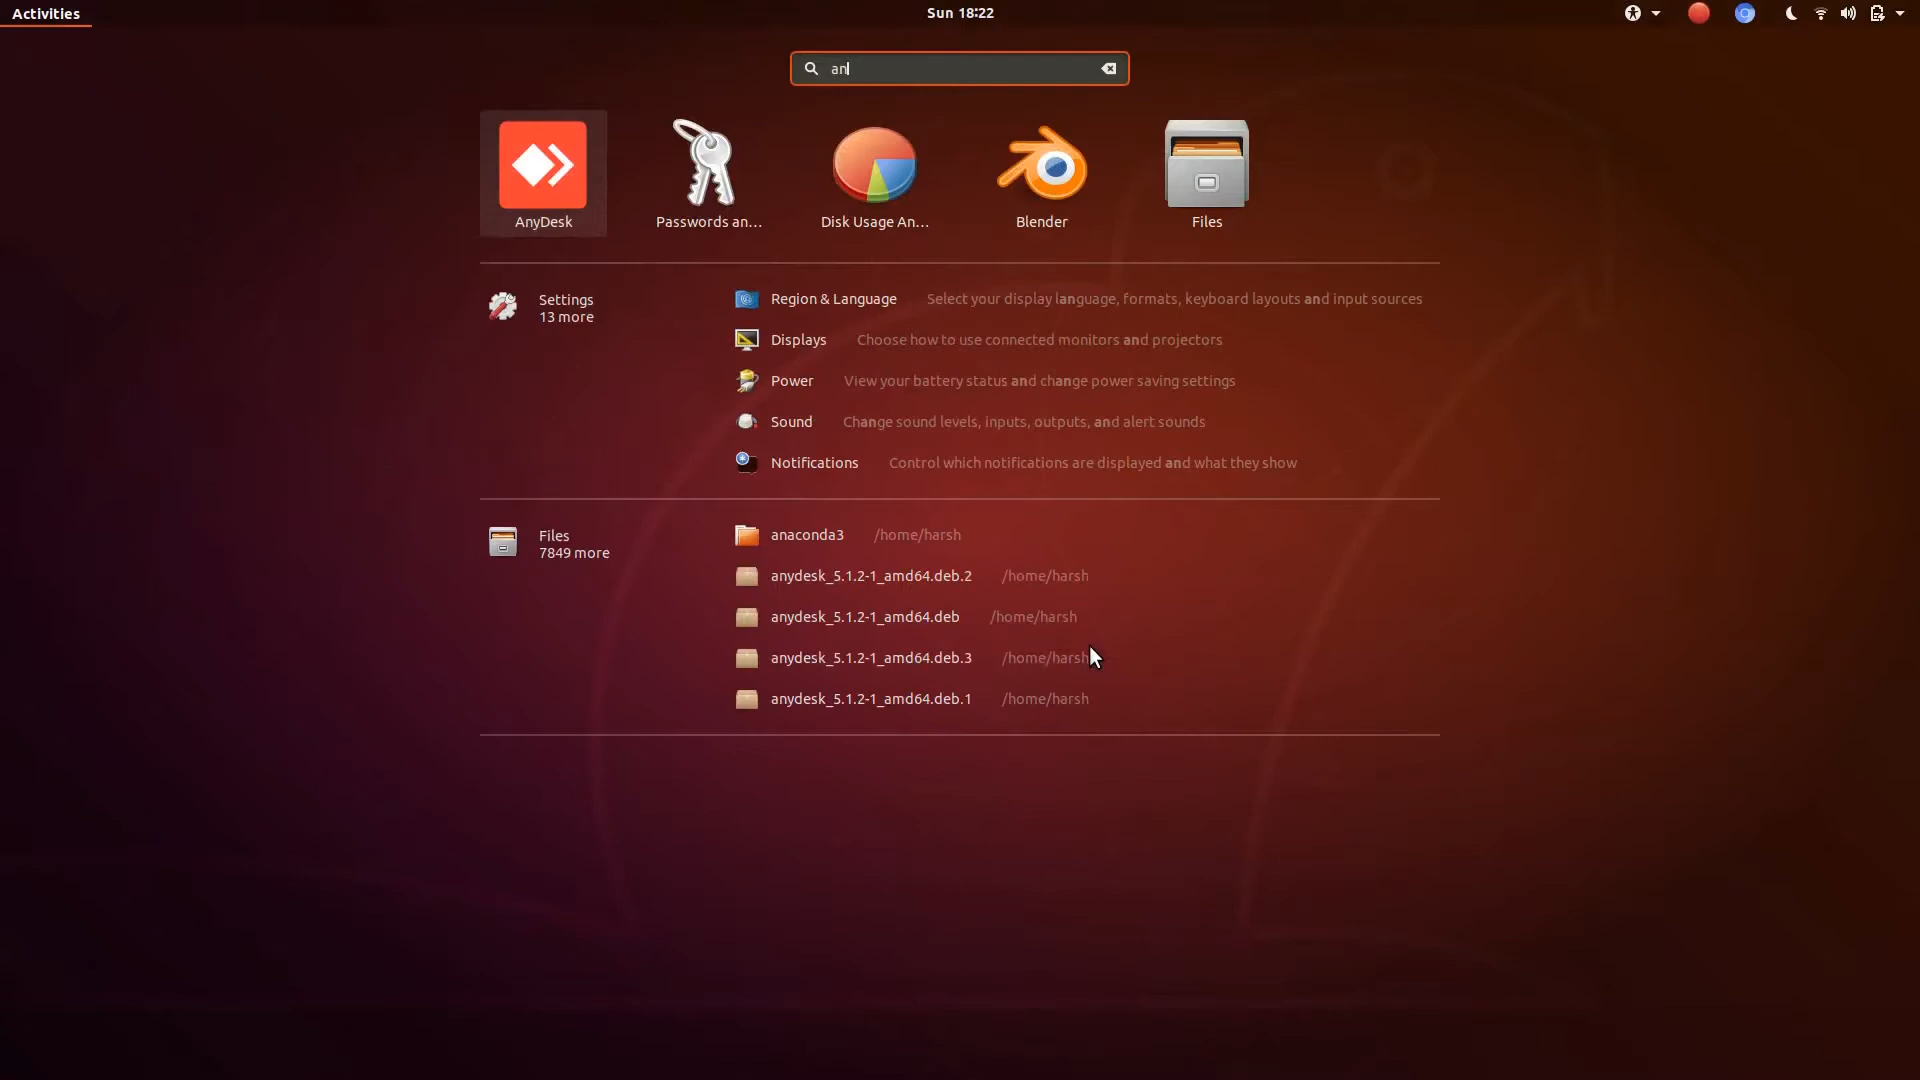 Activities
Sun 18:22
an
AnyDesk
Passwords an...
Disk Usage An...
Blender
Files
Settings
13 more
Region & Language Select your display language, formats, keyboard layouts and input sources
Displays Choose how to use connected monitors and projectors
Power View your battery status and change power saving settings
Sound Change sound levels, inputs, outputs, and alert sounds
Notifications Control which notifications are displayed and what they show
Files
7849 more
anaconda3 /home/harsh
anydesk_5.1.2-1_amd64.deb.2 /home/harsh
anydesk_5.1.2-1_amd64.deb /home/harsh
anydesk_5.1.2-1_amd64.deb.3 /home/harsh
anydesk_5.1.2-1_amd64.deb.1 /home/harsh